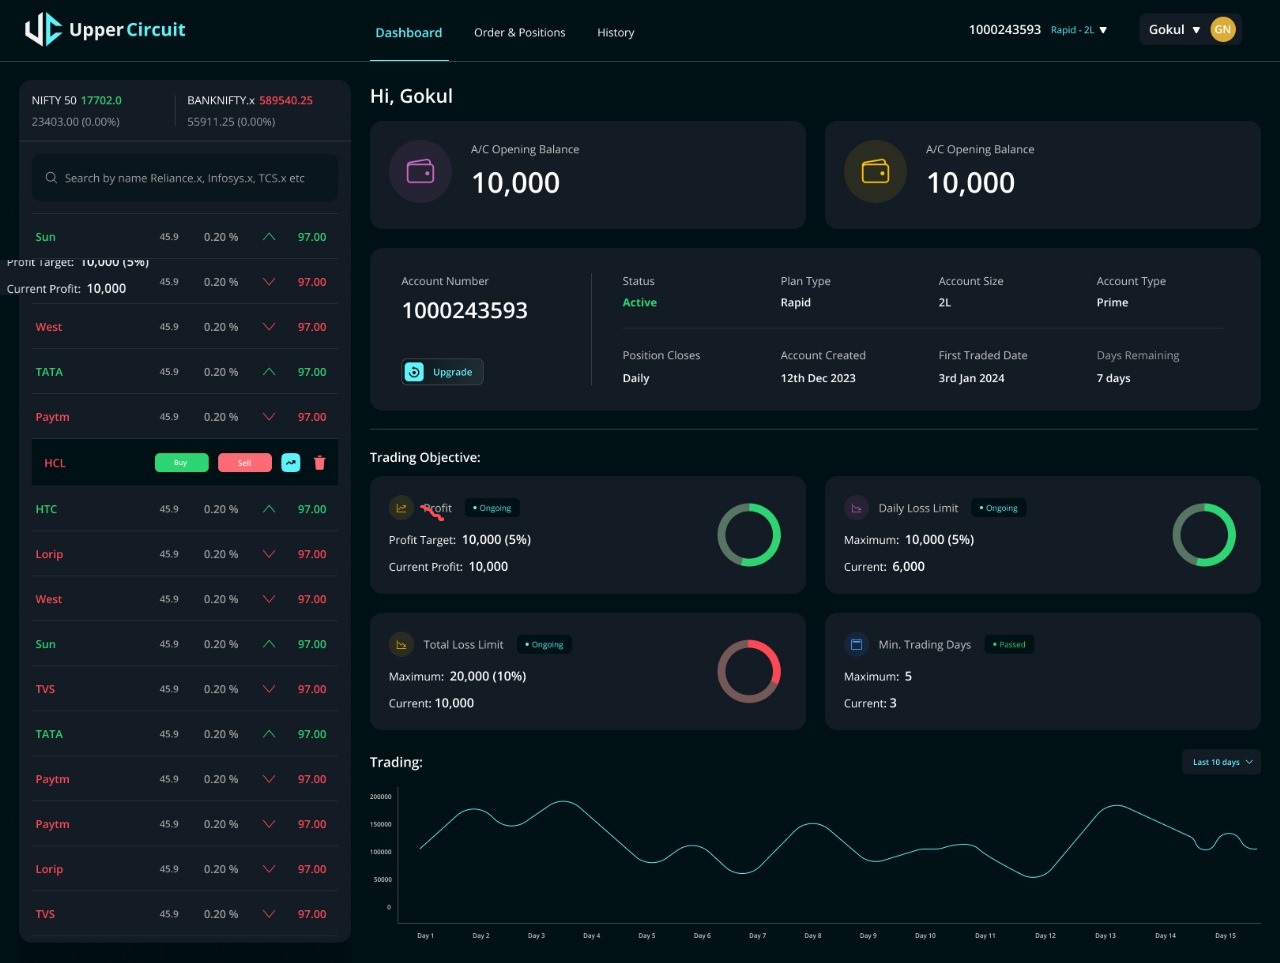 UpperCircuit
Dashboard
Order & Positions
History
1000243593 Rapid - 2L
Gokul GN
NIFTY 50 17702.0
23403.00 (0.00%)
BANKNIFTY.x 589540.25
55911.25 (0.00%)
Search by name Reliance.x, Infosys.x, TCS.x etc
Sun 45.9 0.20 % 97.00
Profit Target: 10,000 (5%)
45.9 0.20 % 97.00
Current Profit: 10,000
West 45.9 0.20 % 97.00
TATA 45.9 0.20 % 97.00
Paytm 45.9 0.20 % 97.00
HCL Buy Sell
HTC 45.9 0.20 % 97.00
Lorip 45.9 0.20 % 97.00
West 45.9 0.20 % 97.00
Sun 45.9 0.20 % 97.00
TVS 45.9 0.20 % 97.00
TATA 45.9 0.20 % 97.00
Paytm 45.9 0.20 % 97.00
Paytm 45.9 0.20 % 97.00
Lorip 45.9 0.20 % 97.00
TVS 45.9 0.20 % 97.00
Hi, Gokul
A/C Opening Balance
10,000
A/C Opening Balance
10,000
Account Number
1000243593
Upgrade
Status
Active
Plan Type
Rapid
Account Size
2L
Account Type
Prime
Position Closes
Daily
Account Created
12th Dec 2023
First Traded Date
3rd Jan 2024
Days Remaining
7 days
Trading Objective:
Profit • Ongoing
Profit Target: 10,000 (5%)
Current Profit: 10,000
Daily Loss Limit • Ongoing
Maximum: 10,000 (5%)
Current: 6,000
Total Loss Limit • Ongoing
Maximum: 20,000 (10%)
Current: 10,000
Min. Trading Days • Passed
Maximum: 5
Current: 3
Trading:
Last 10 days
200000
150000
100000
50000
0
Day 1 Day 2 Day 3 Day 4 Day 5 Day 6 Day 7 Day 8 Day 9 Day 10 Day 11 Day 12 Day 13 Day 14 Day 15